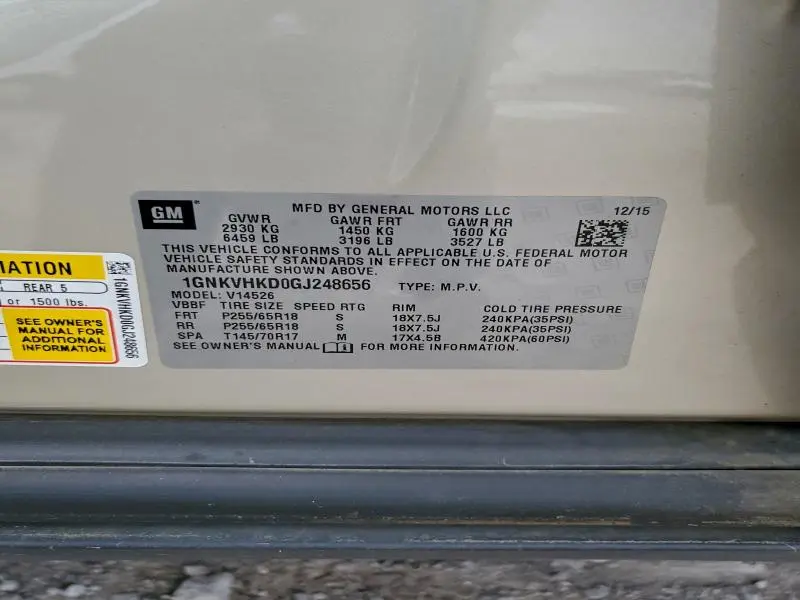 GM
MFD BY GENERAL MOTORS LLC
12/15
GVWR GAWR FRT GAWR RR
2930 KG 1450 KG 1600 KG
6459 LB 3196 LB 3527 LB
THIS VEHICLE CONFORMS TO ALL APPLICABLE U.S. FEDERAL MOTOR
VEHICLE SAFETY STANDARDS IN EFFECT ON THE DATE OF
MANUFACTURE SHOWN ABOVE.
1GNKVHKD0GJ248656 TYPE: M.P.V.
MODEL: V14526
VBBF TIRE SIZE SPEED RTG RIM COLD TIRE PRESSURE
FRT P255/65R18 S 18X7.5J 240KPA(35PSI)
RR P255/65R18 S 18X7.5J 240KPA(35PSI)
SPA T145/70R17 M 17X4.5B 420KPA(60PSI)
SEE OWNER'S MANUAL FOR MORE INFORMATION.
MATION
REAR 5
or 1500 lbs.
SEE OWNER'S
MANUAL FOR
ADDITIONAL
INFORMATION
1GNKVHKD0GJ248656